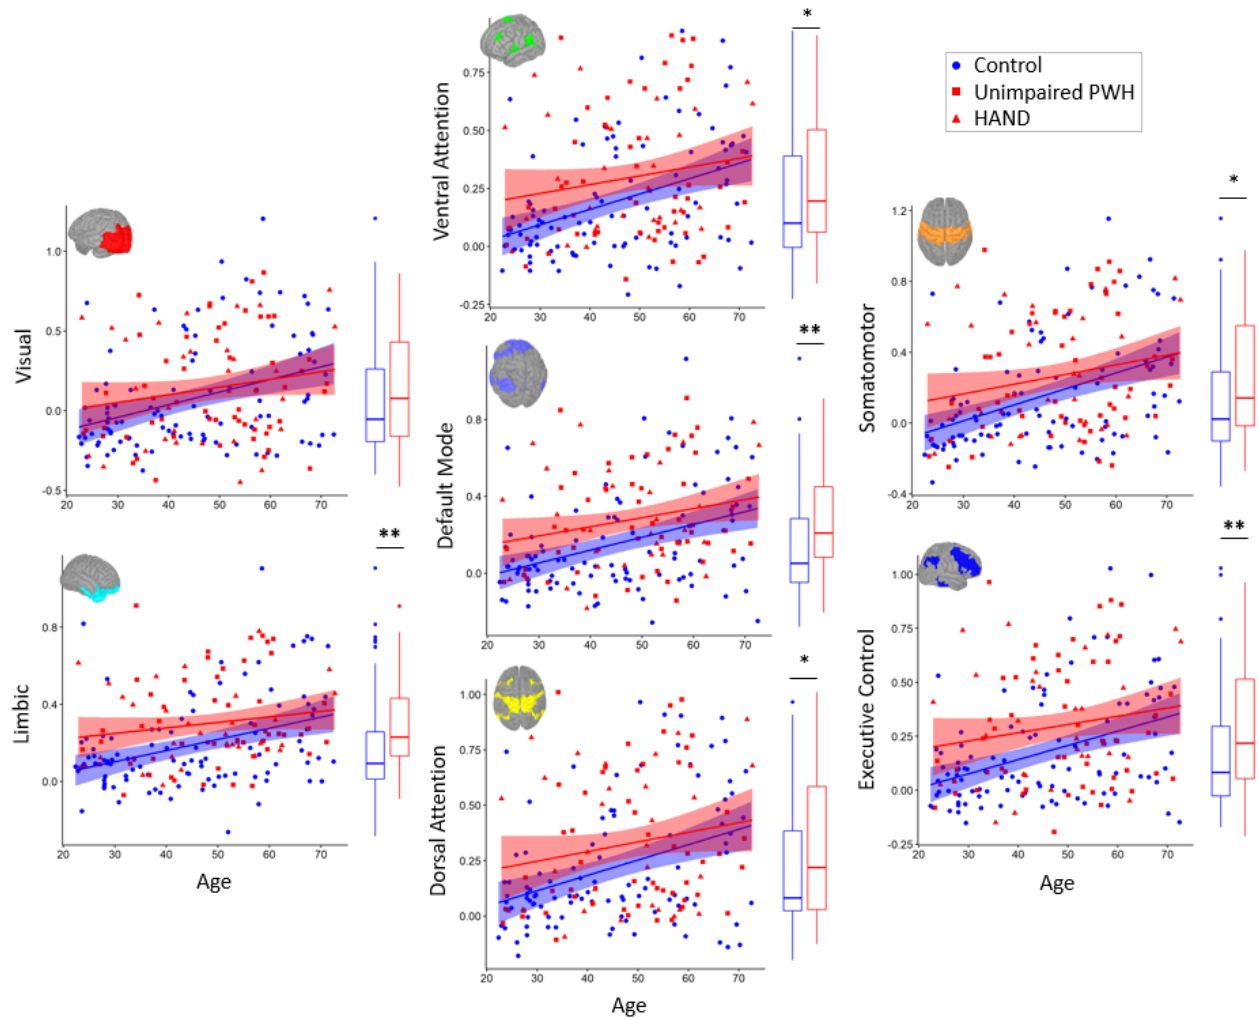 Control
Unimpaired PWH
HAND
Visual
1.0
0.5
0.0
-0.5
20 30 40 50 60 70
Limbic
**
0.8
0.4
0.0
20 30 40 50 60 70
Age
Ventral Attention
*
0.75
0.50
0.25
0.00
-0.25
20 30 40 50 60 70
Default Mode
**
0.8
0.4
0.0
20 30 40 50 60 70
Dorsal Attention
*
1.00
0.75
0.50
0.25
0.00
20 30 40 50 60 70
Age
Somatomotor
*
1.2
0.8
0.4
0.0
-0.4
20 30 40 50 60 70
Executive Control
**
1.00
0.75
0.50
0.25
0.00
-0.25
20 30 40 50 60 70
Age